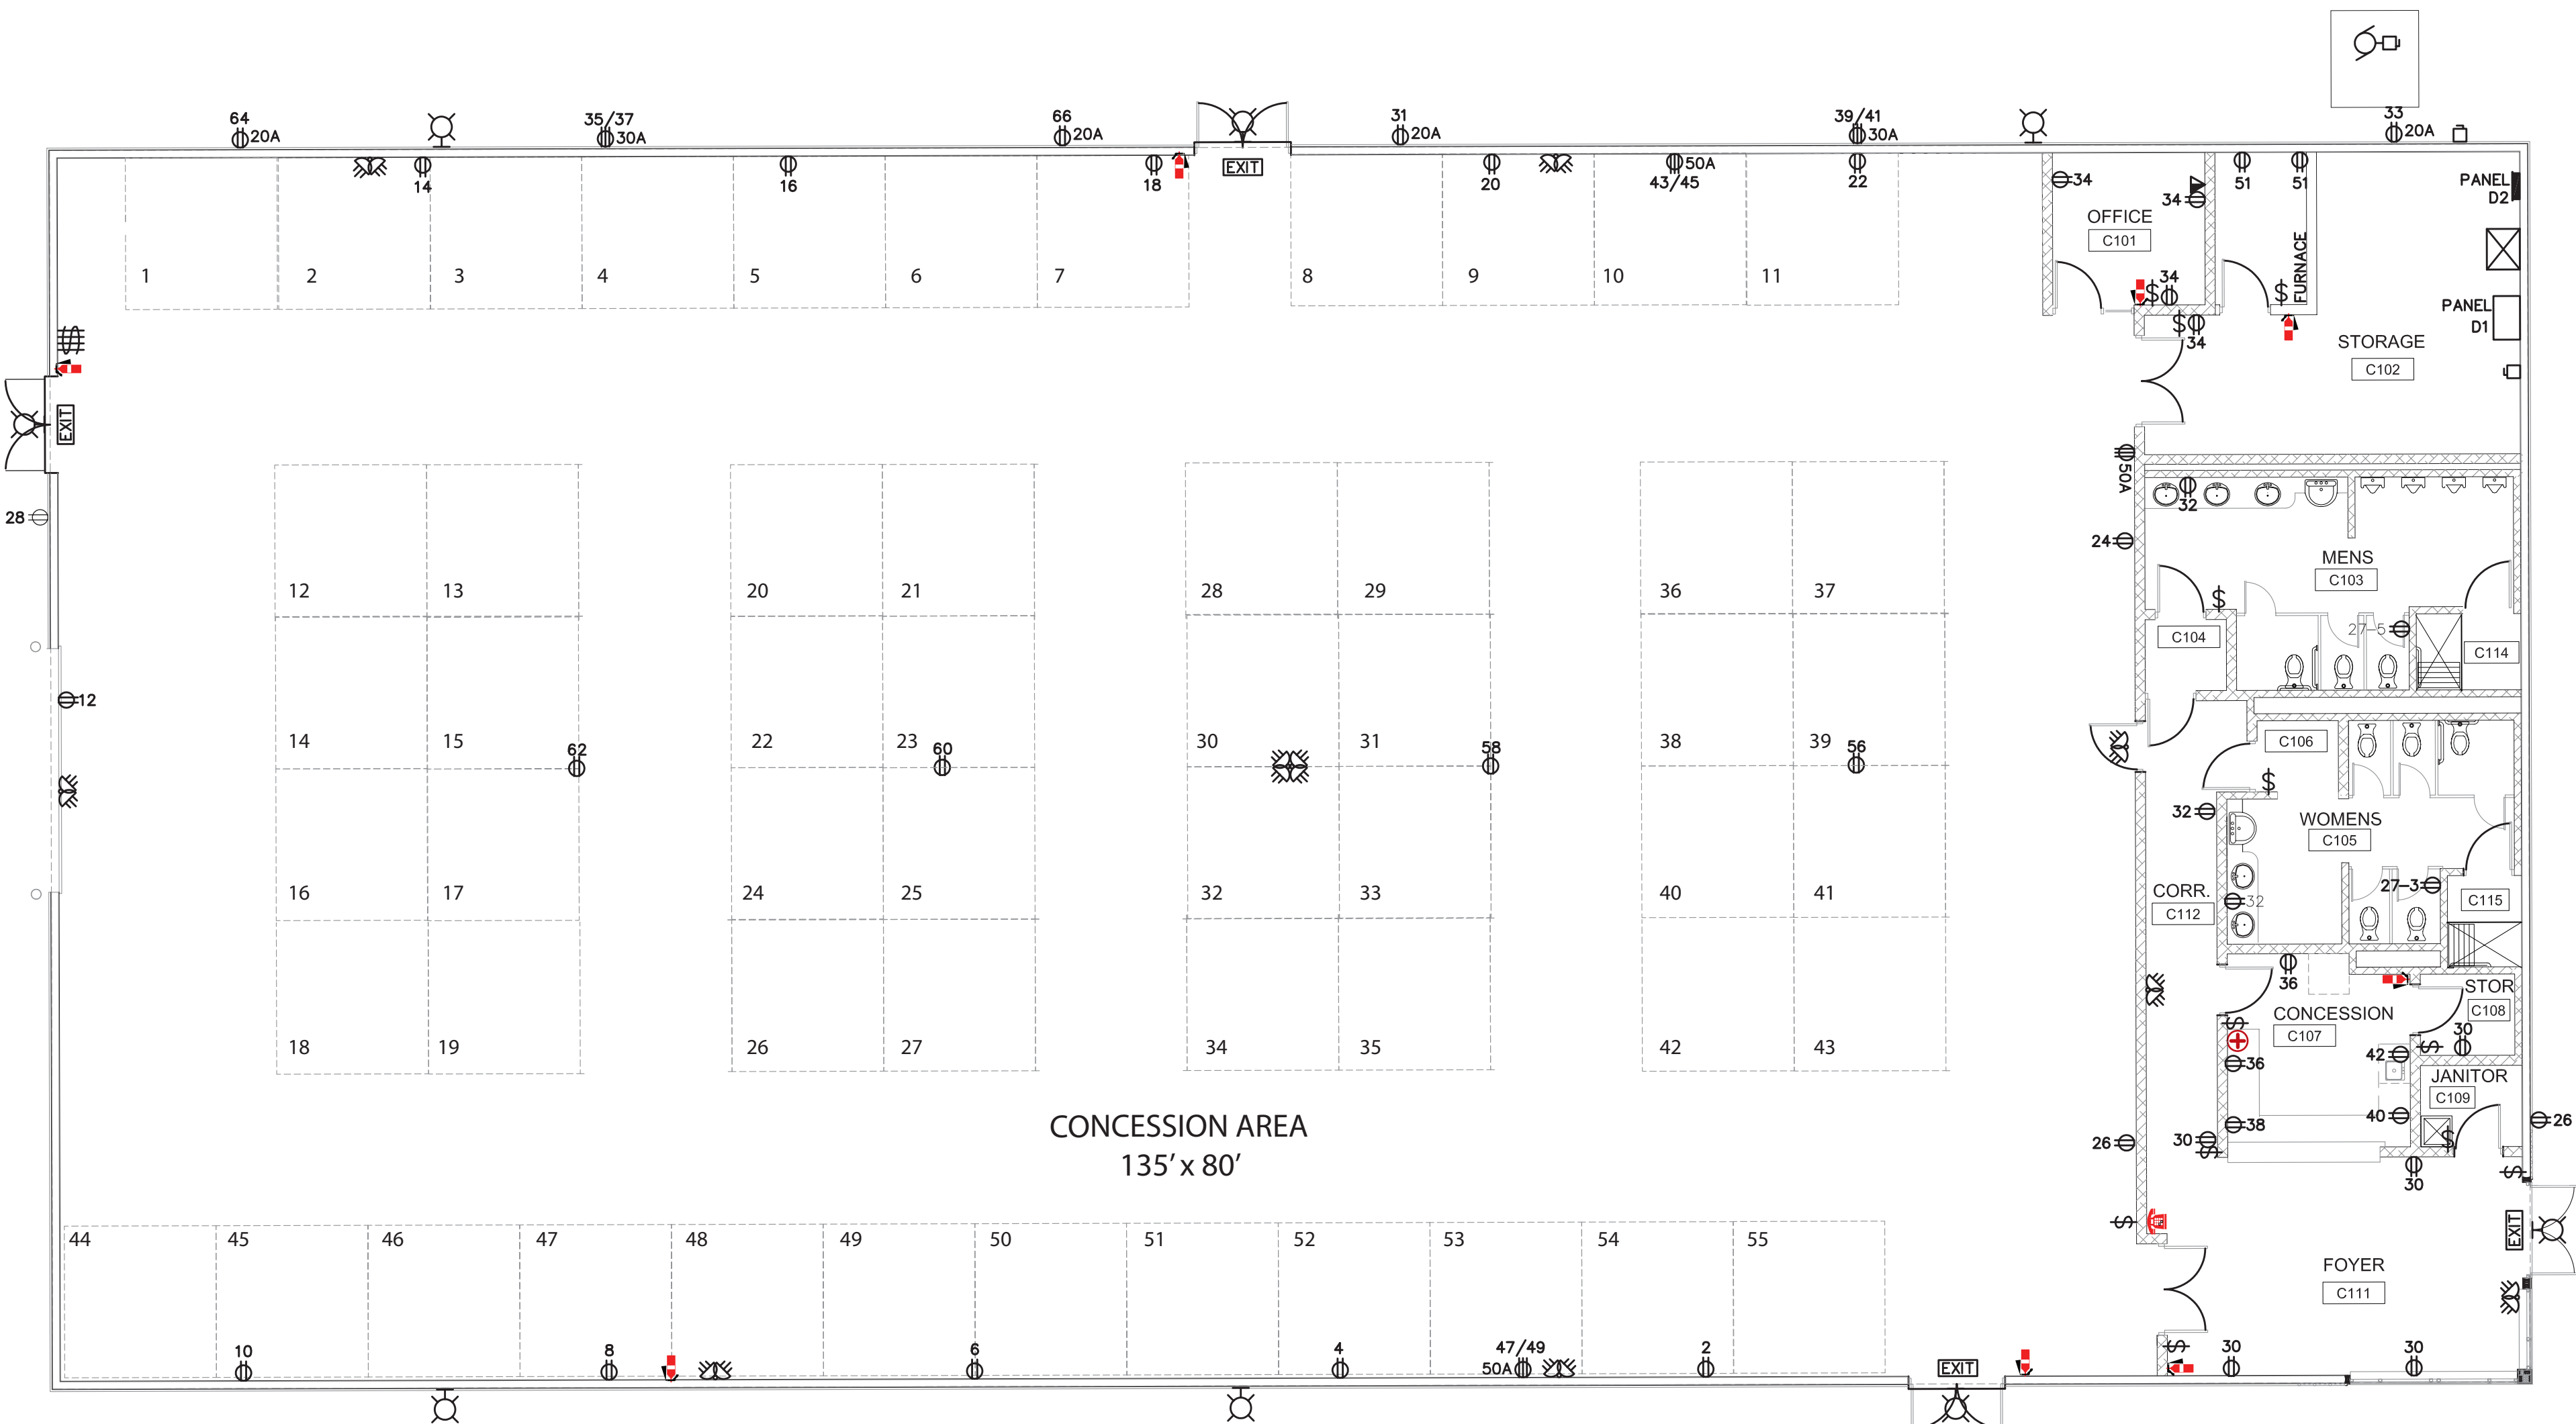 64
20A
35/37
30A
66
20A
31
20A
39/41
30A
33
20A
EXIT
14
16
18
20
50A
43/45
22
34
34
51
51
PANEL
D2
OFFICE
C101
1
2
3
4
5
6
7
8
9
10
11
34
$
$
FURNACE
PANEL
D1
$
34
STORAGE
C102
EXIT
50A
28
32
24
MENS
C103
12
13
20
21
28
29
36
37
$
27-5
C104
C114
12
14
15
62
22
23
60
30
31
58
38
39
56
C106
$
32
WOMENS
C105
16
17
24
25
32
33
40
41
CORR.
C112
27-3
32
C115
36
STOR
C108
CONCESSION
C107
$
30
$
42
36
18
19
26
27
34
35
42
43
JANITOR
C109
40
38
$
26
CONCESSION AREA
135' x 80'
26
30
$
30
$
$
EXIT
44
45
46
47
48
49
50
51
52
53
54
55
FOYER
C111
10
8
6
4
47/49
50A
2
EXIT
$
30
30